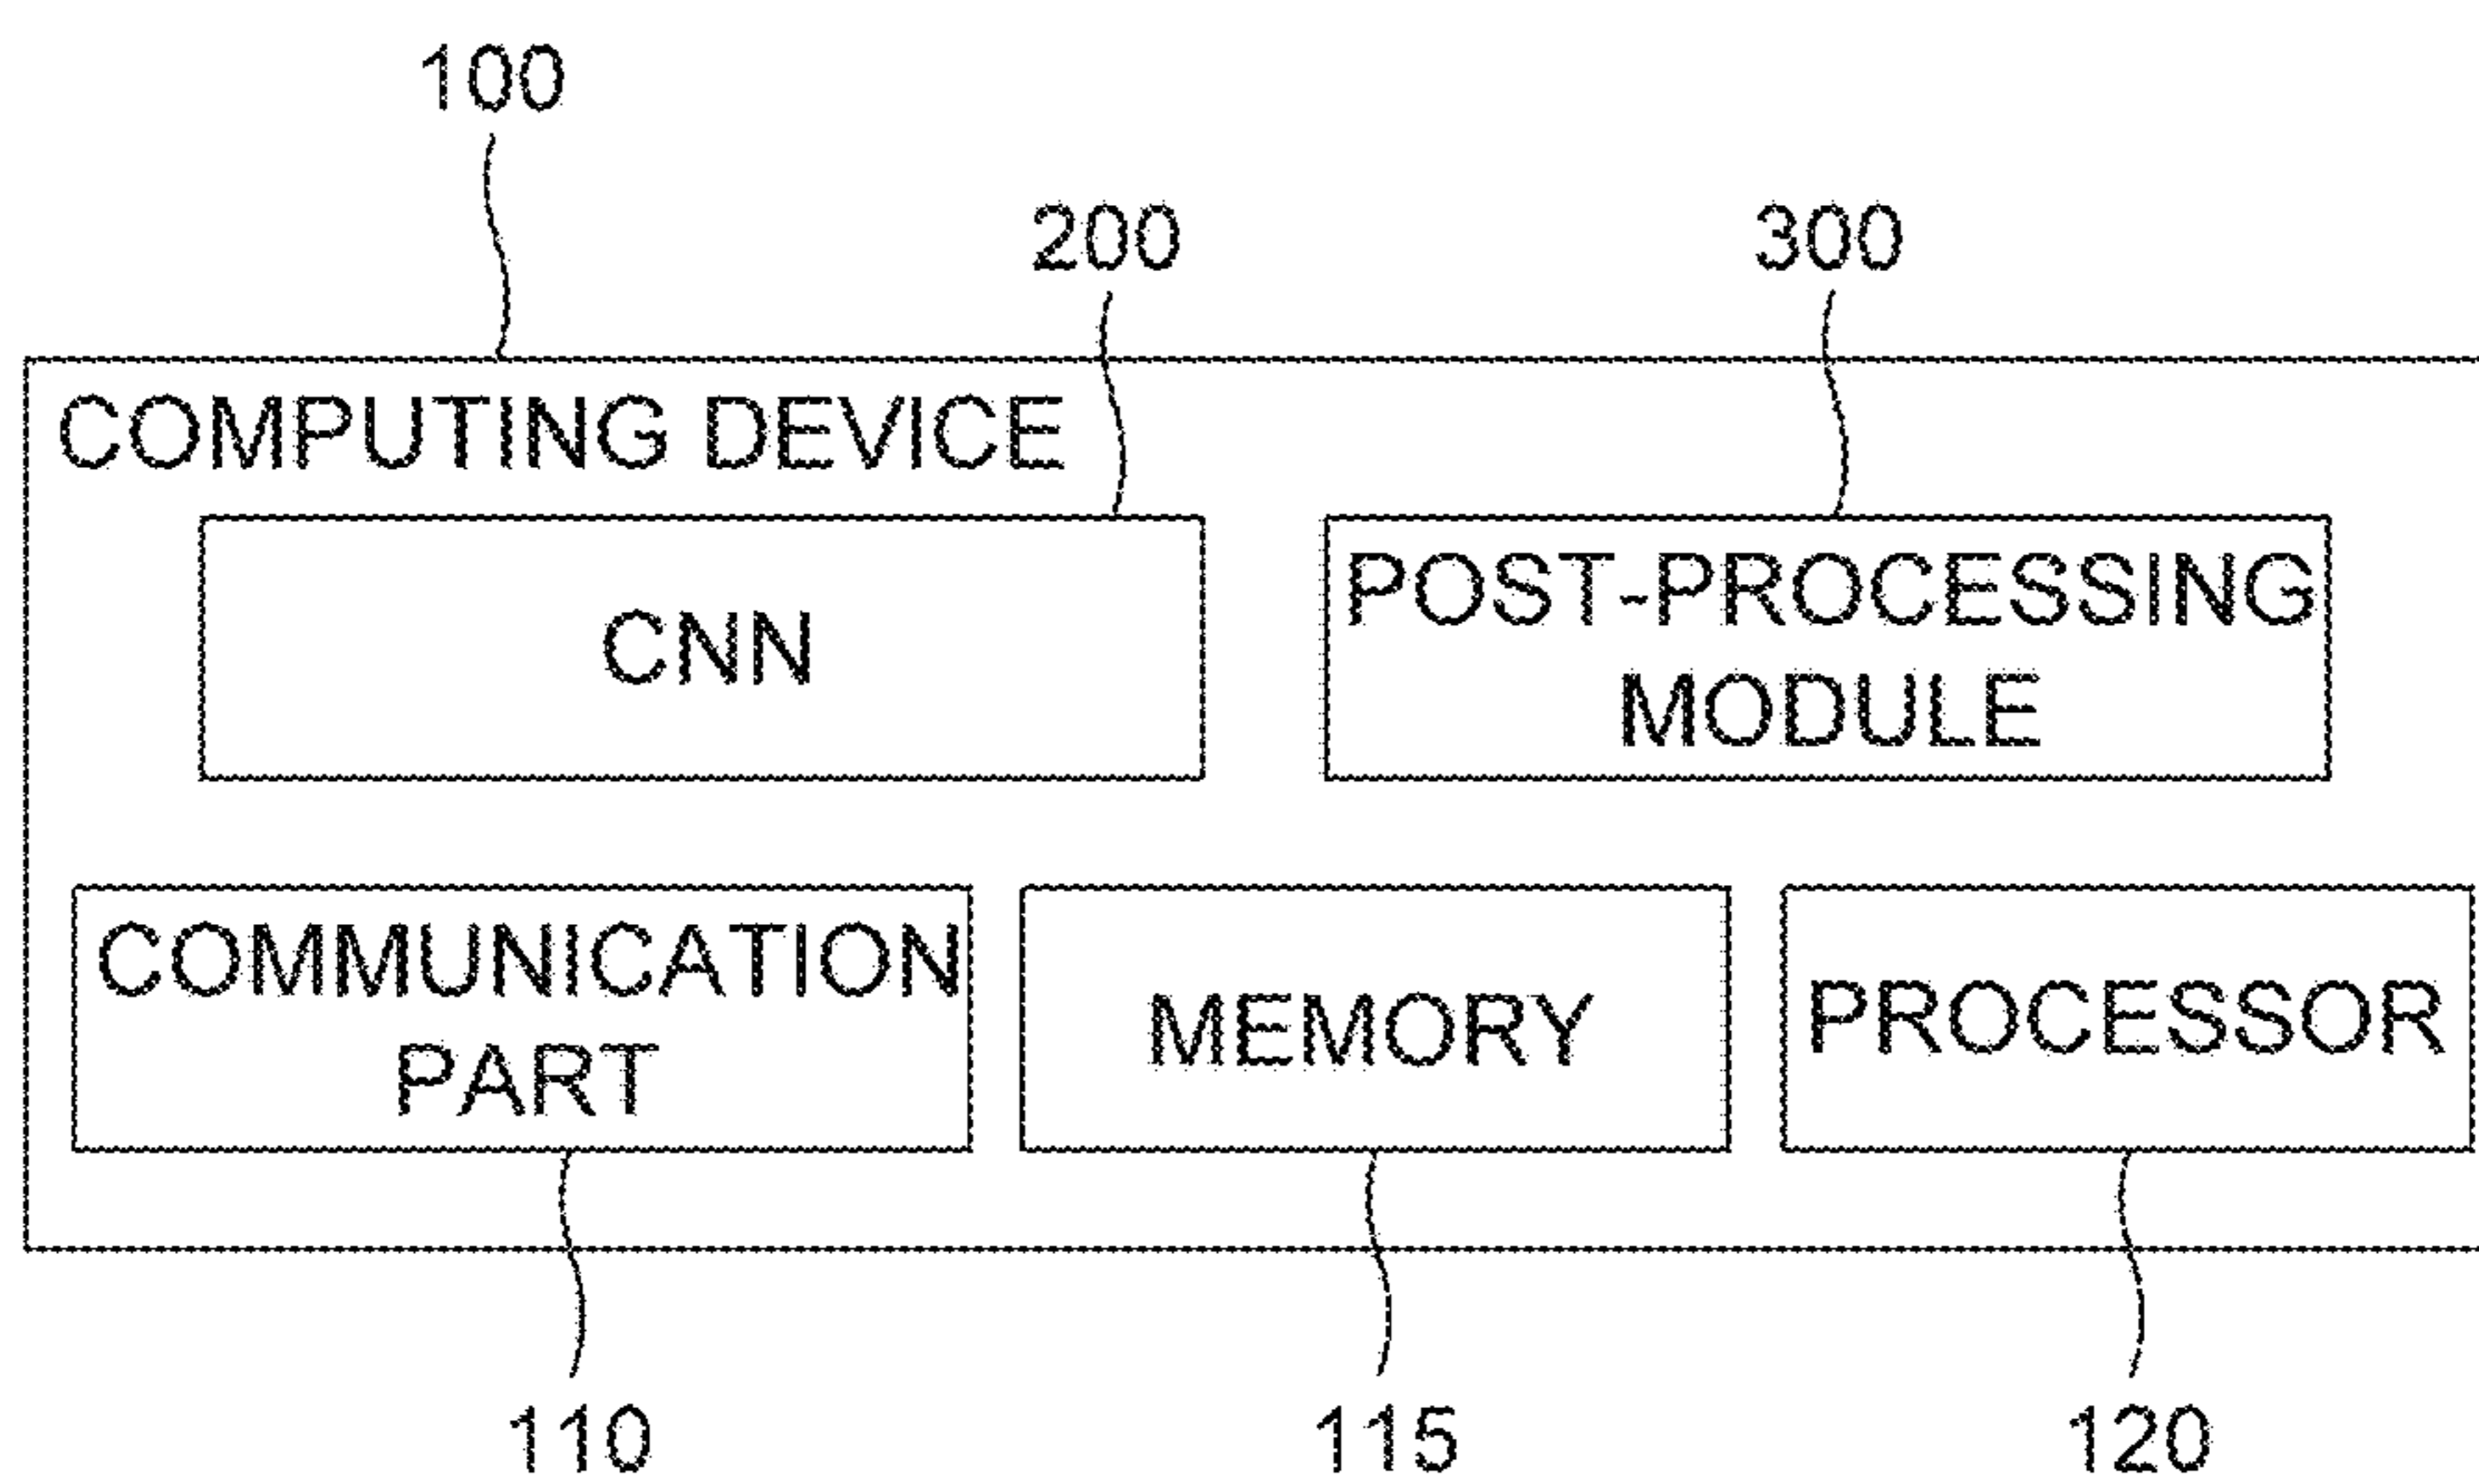 100
200
300
COMPUTING DEVICE
CNN
POST-PROCESSING
MODULE
COMMUNICATION
PART
MEMORY
PROCESSOR
110
115
120